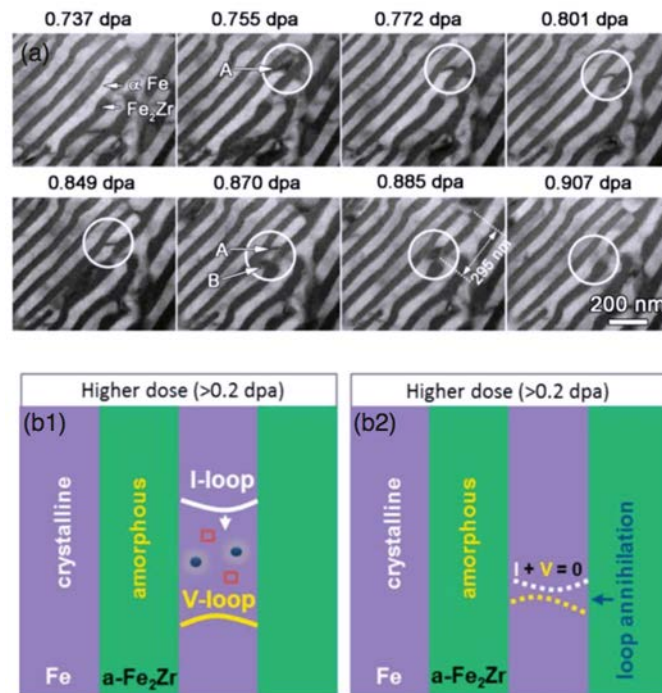 0.737 dpa 0.755 dpa 0.772 dpa 0.801 dpa
(a)
A
α Fe
Fe₂Zr
0.849 dpa 0.870 dpa 0.885 dpa 0.907 dpa
A
B
295 nm
200 nm
Higher dose (>0.2 dpa)
(b1)
crystalline
amorphous
I-loop
V-loop
Fe
a-Fe₂Zr
Higher dose (>0.2 dpa)
(b2)
crystalline
amorphous
I + V = 0
loop annihilation
Fe
a-Fe₂Zr